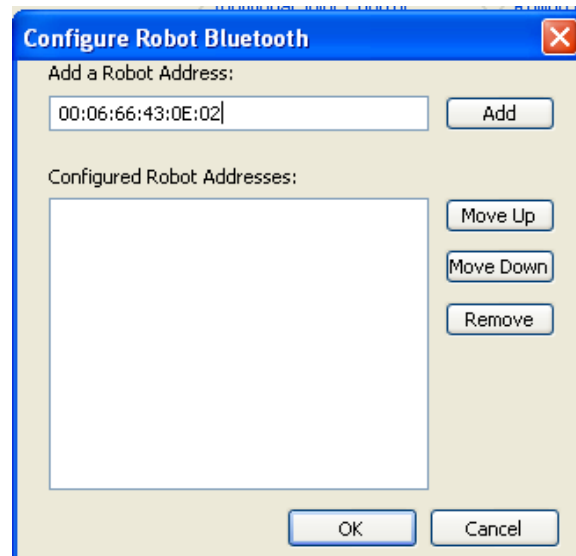 Configure Robot Bluetooth
Add a Robot Address:
00:06:66:43:0E:02
Add
Configured Robot Addresses:
Move Up
Move Down
Remove
OK
Cancel